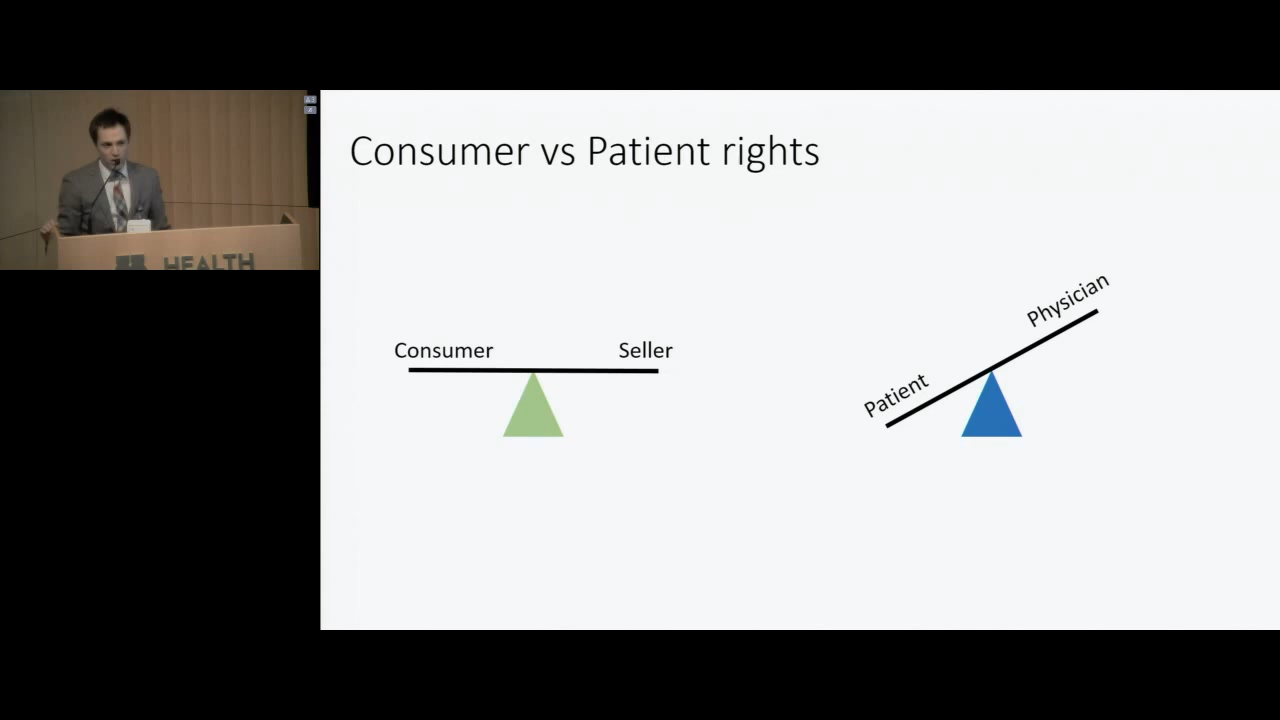 Consumer vs Patient rights
Consumer
Seller
Patient
Physician
HEALTH